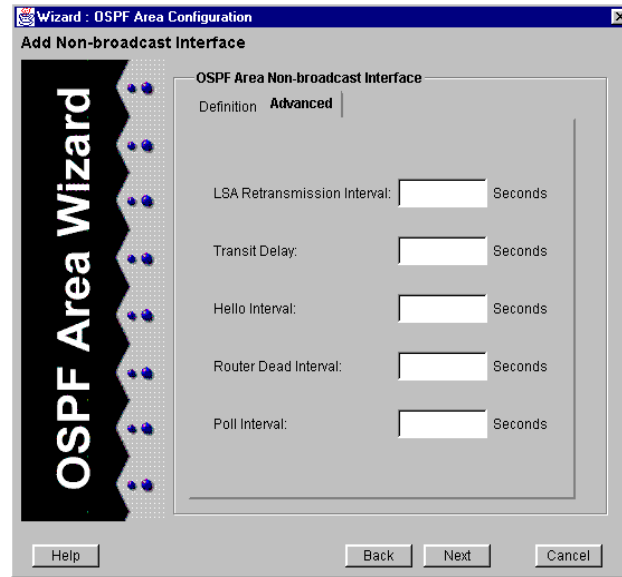 Wizard : OSPF Area Configuration
Add Non-broadcast Interface
OSPF Area Wizard
OSPF Area Non-broadcast Interface
Definition Advanced
LSA Retransmission Interval: Seconds
Transit Delay: Seconds
Hello Interval: Seconds
Router Dead Interval: Seconds
Poll Interval: Seconds
Help Back Next Cancel